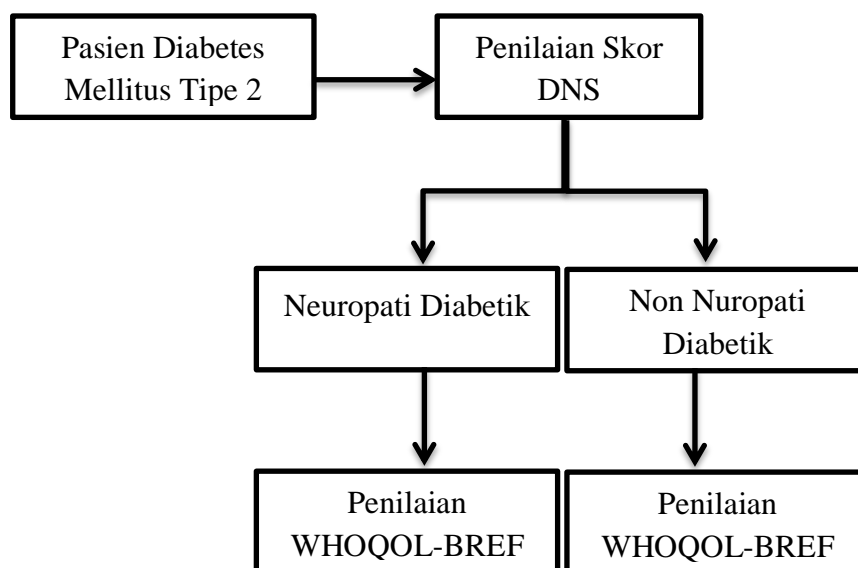 Pasien Diabetes
Mellitus Tipe 2
Penilaian Skor
DNS
Neuropati Diabetik
Non Nuropati
Diabetik
Penilaian
WHOQOL-BREF
Penilaian
WHOQOL-BREF